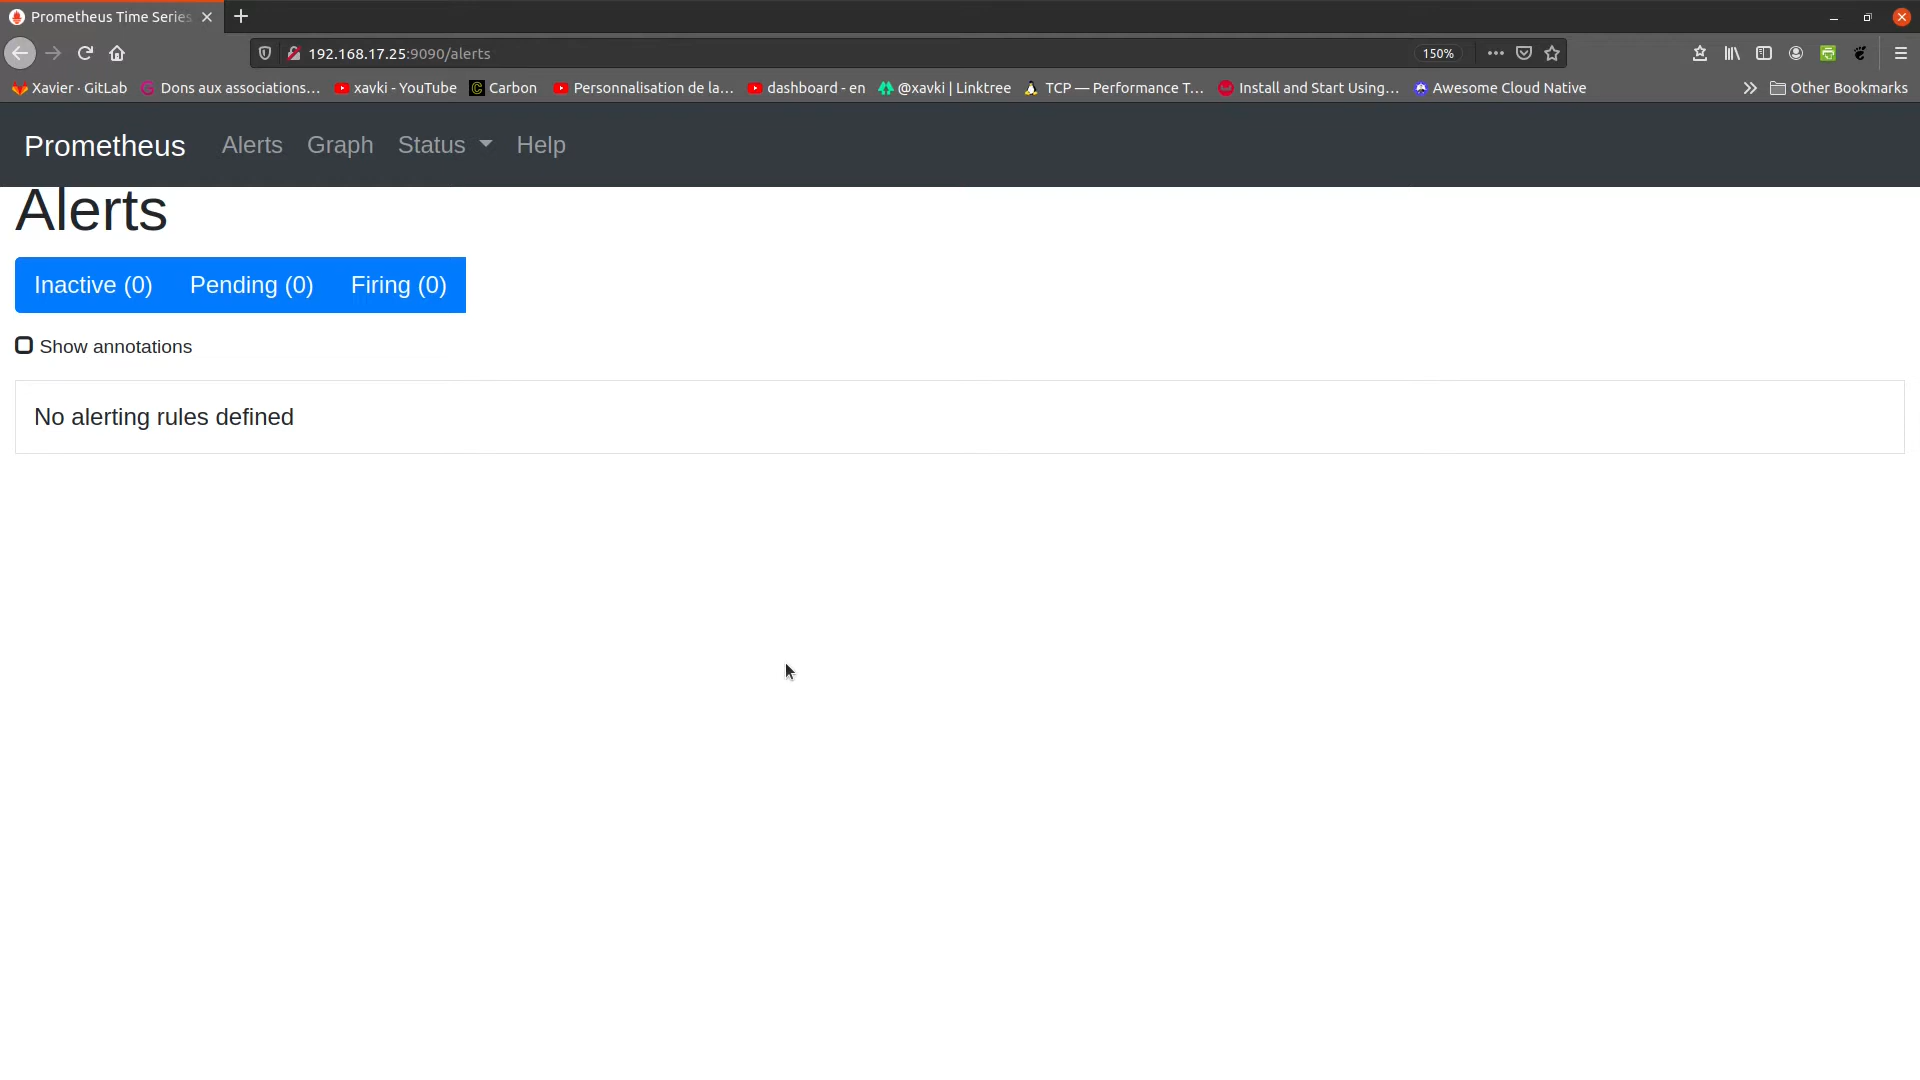 Prometheus Time Series
192.168.17.25:9090/alerts
150%
Xavier · GitLab
Dons aux associations...
xavki - YouTube
Carbon
Personnalisation de la...
dashboard - en
@xavki | Linktree
TCP — Performance T...
Install and Start Using...
Awesome Cloud Native
Other Bookmarks
Prometheus
Alerts
Graph
Status
Help
Alerts
Inactive (0)
Pending (0)
Firing (0)
Show annotations
No alerting rules defined